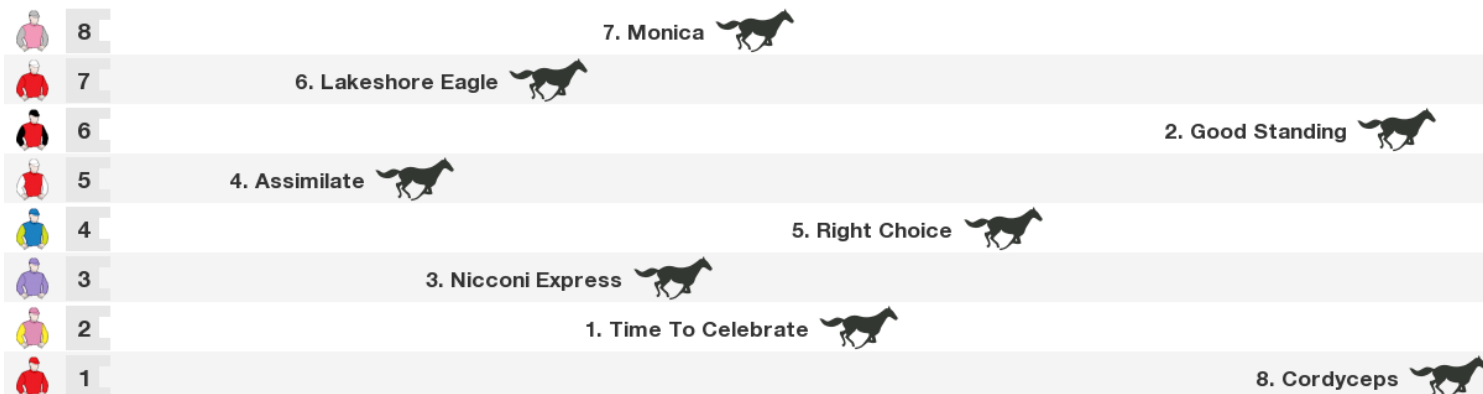 8 7. Monica
7 6. Lakeshore Eagle
6 2. Good Standing
5 4. Assimilate
4 5. Right Choice
3 3. Nicconi Express
2 1. Time To Celebrate
1 8. Cordyceps